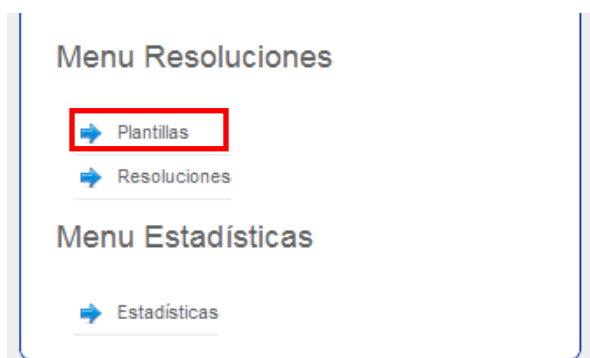 Menu Resoluciones
Plantillas
Resoluciones
Menu Estadísticas
Estadísticas